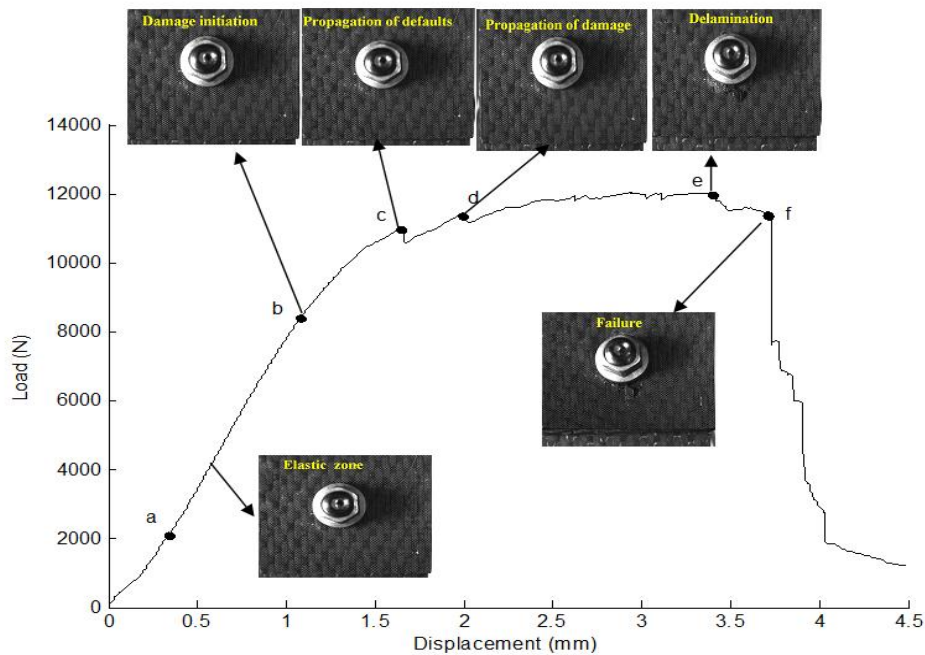 Damage initiation
Propagation of defaults
Propagation of damage
Delamination
14000
12000
10000
8000
6000
4000
2000
0
Load (N)
a
b
c
d
e
f
Elastic zone
Failure
0
0.5
1
1.5
2
2.5
3
3.5
4
4.5
Displacement (mm)